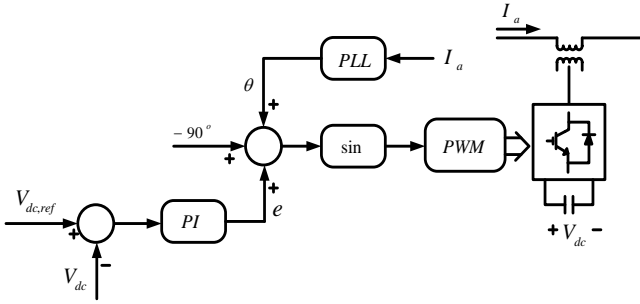 I_a
PLL
I_a
θ
+
− 90°
+
sin
PWM
+
e
V_dc,ref
+
PI
−
V_dc
+ V_dc −